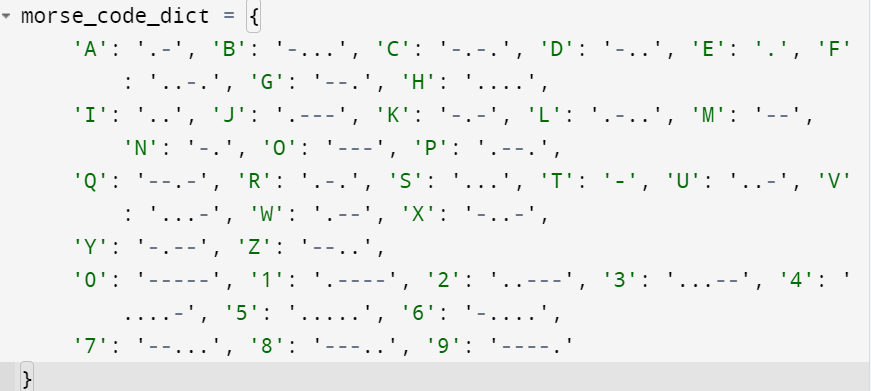 morse_code_dict = {
'A': '.-', 'B': '-...', 'C': '-.-.', 'D': '-..', 'E': '.', 'F'
: '..-.', 'G': '--.', 'H': '....',
'I': '..', 'J': '.---', 'K': '-.-', 'L': '.-..', 'M': '--',
'N': '-.', 'O': '---', 'P': '.--.',
'Q': '--.-', 'R': '.-.', 'S': '...', 'T': '-', 'U': '..-', 'V'
: '...-', 'W': '.--', 'X': '-..-',
'Y': '-.--', 'Z': '--..',
'0': '-----', '1': '.----', '2': '..---', '3': '...--', '4': '
....-', '5': '.....', '6': '-....',
'7': '--...', '8': '---..', '9': '----.'
}